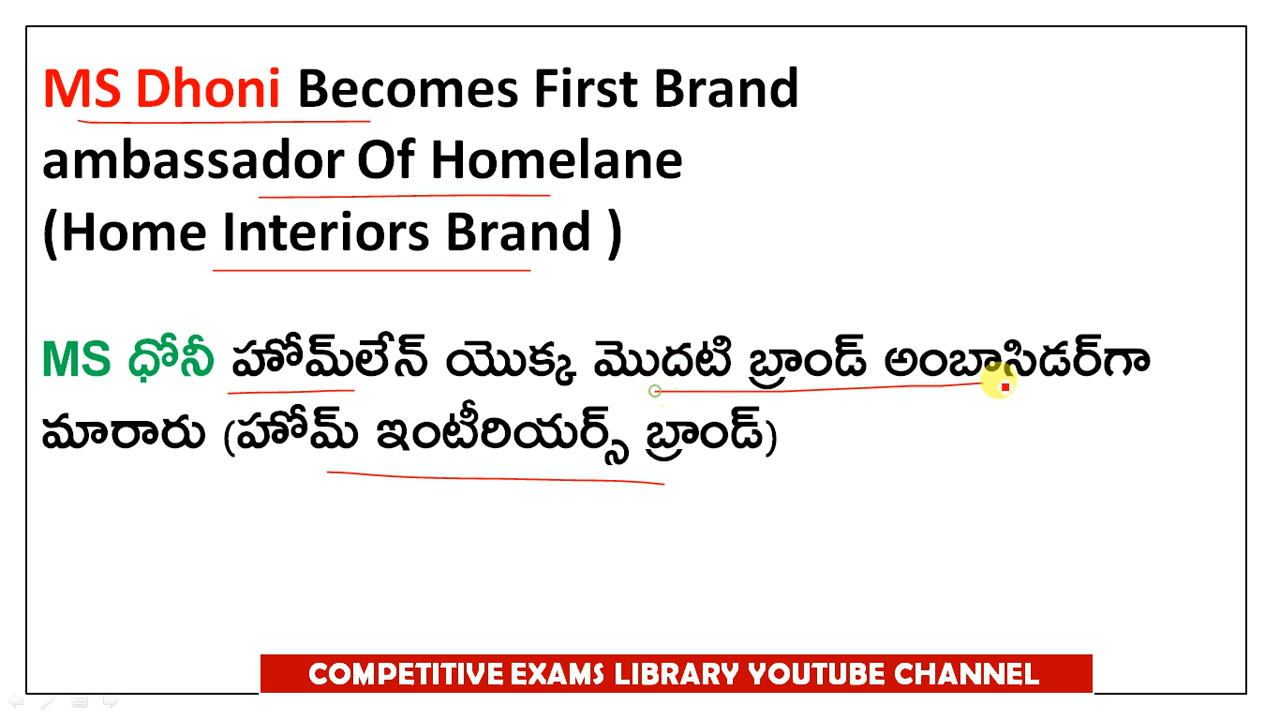 MS Dhoni Becomes First Brand
ambassador Of Homelane
(Home Interiors Brand )
MS ధోనీ హోమ్‌లేన్ యొక్క మొదటి బ్రాండ్ అంబాసిడర్‌గా
మారారు (హోమ్ ఇంటీరియర్స్ బ్రాండ్)
COMPETITIVE EXAMS LIBRARY YOUTUBE CHANNEL